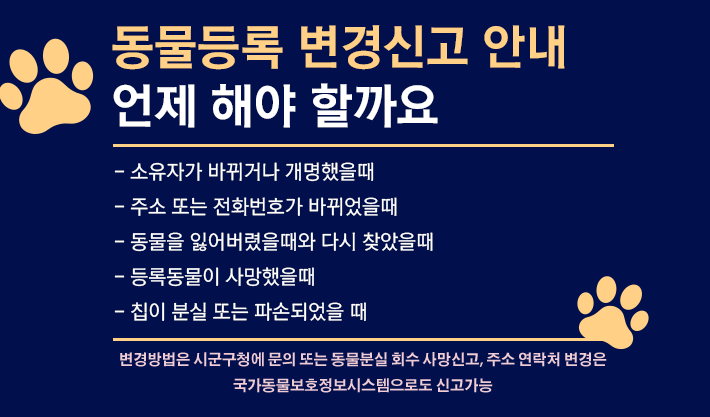 동물등록 변경신고 안내
언제 해야 할까요
- 소유자가 바뀌거나 개명했을때
- 주소 또는 전화번호가 바뀌었을때
- 동물을 잃어버렸을때와 다시 찾았을때
- 등록동물이 사망했을때
- 칩이 분실 또는 파손되었을 때
변경방법은 시군구청에 문의 또는 동물분실 회수 사망신고, 주소 연락처 변경은
국가동물보호정보시스템으로도 신고가능